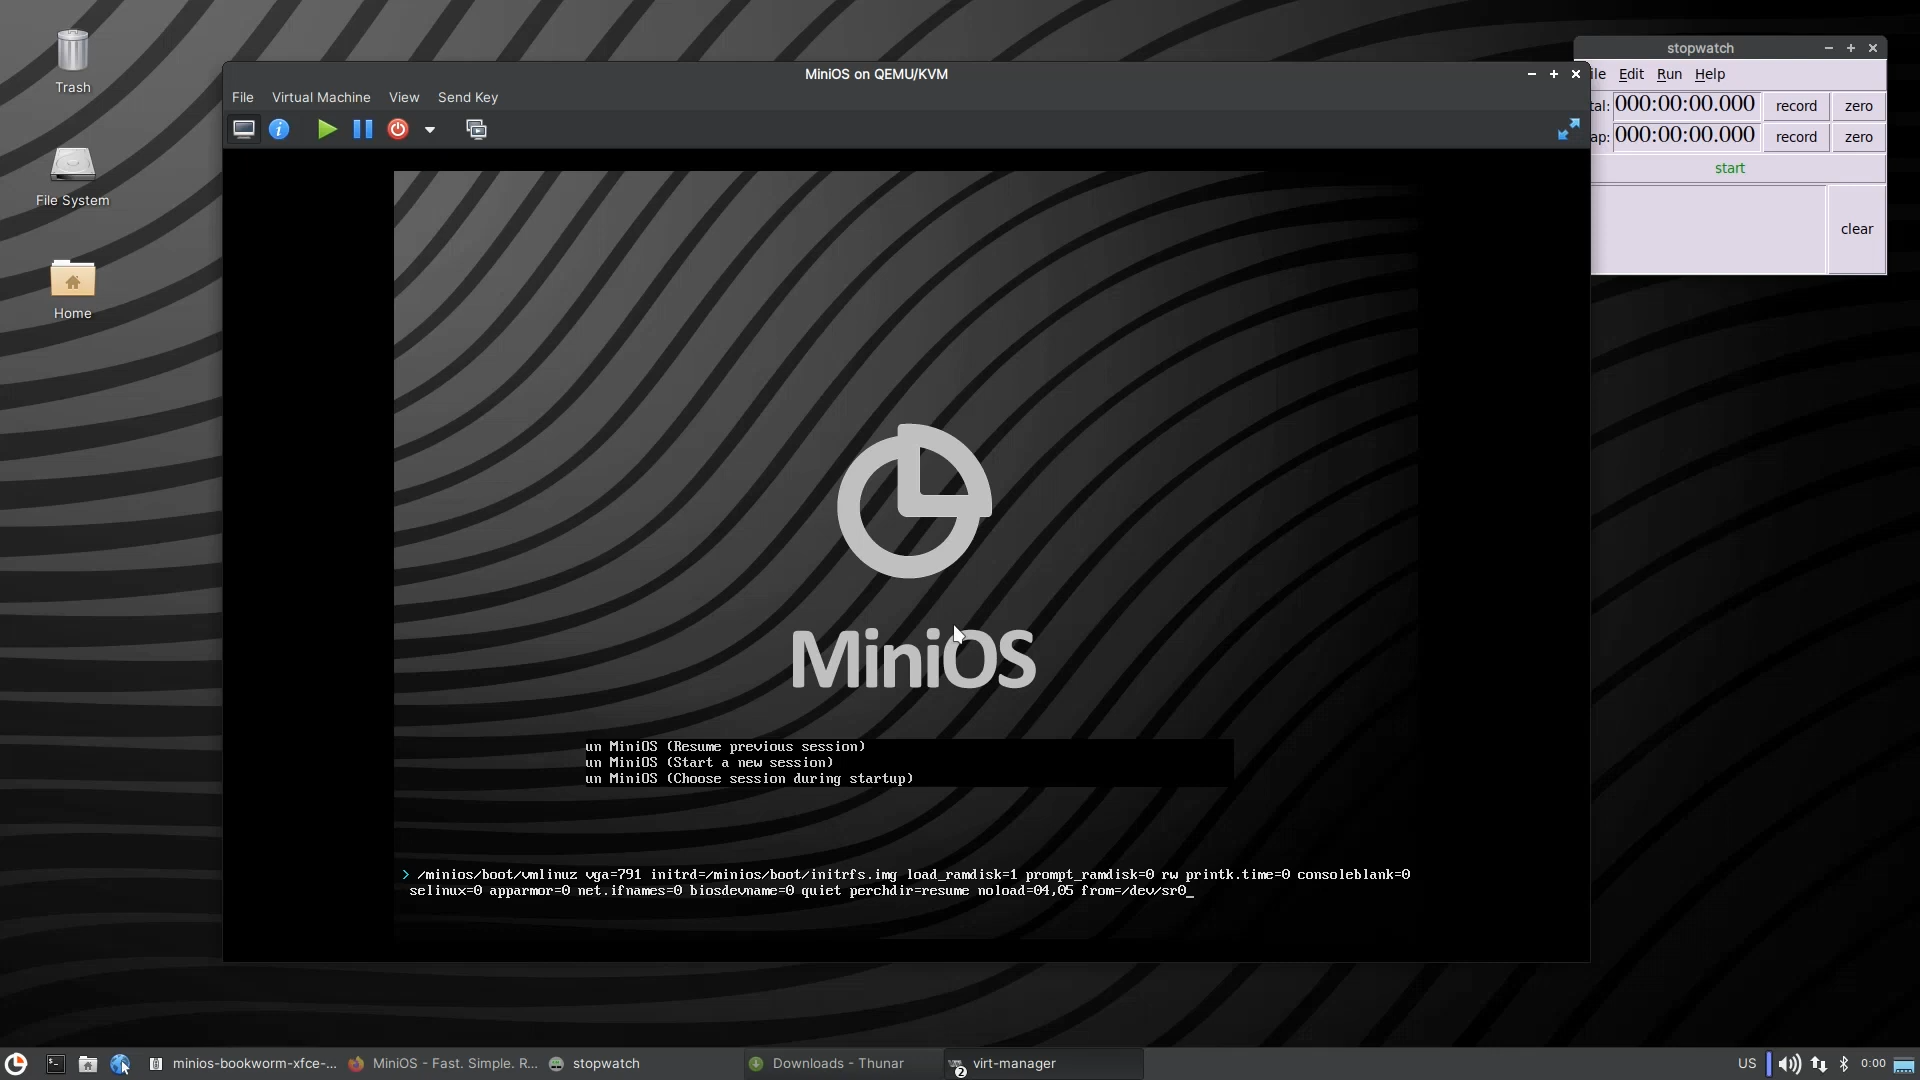 Trash
File System
Home
MiniOS on QEMU/KVM
File Virtual Machine View Send Key
stopwatch
ile Edit Run Help
tal: 000:00:00.000 record zero
ap: 000:00:00.000 record zero
start
clear
MiniOS
un MiniOS (Resume previous session)
un MiniOS (Start a new session)
un MiniOS (Choose session during startup)
> /minios/boot/vmlinuz vga=791 initrd=/minios/boot/initrfs.img load_ramdisk=1 prompt_ramdisk=0 rw printk.time=0 consoleblank=0
selinux=0 apparmor=0 net.ifnames=0 biosdevname=0 quiet perchdir=resume noload=04,05 from=/dev/sr0_
minios-bookworm-xfce-... MiniOS - Fast. Simple. R... stopwatch Downloads - Thunar 2 virt-manager US 0:00